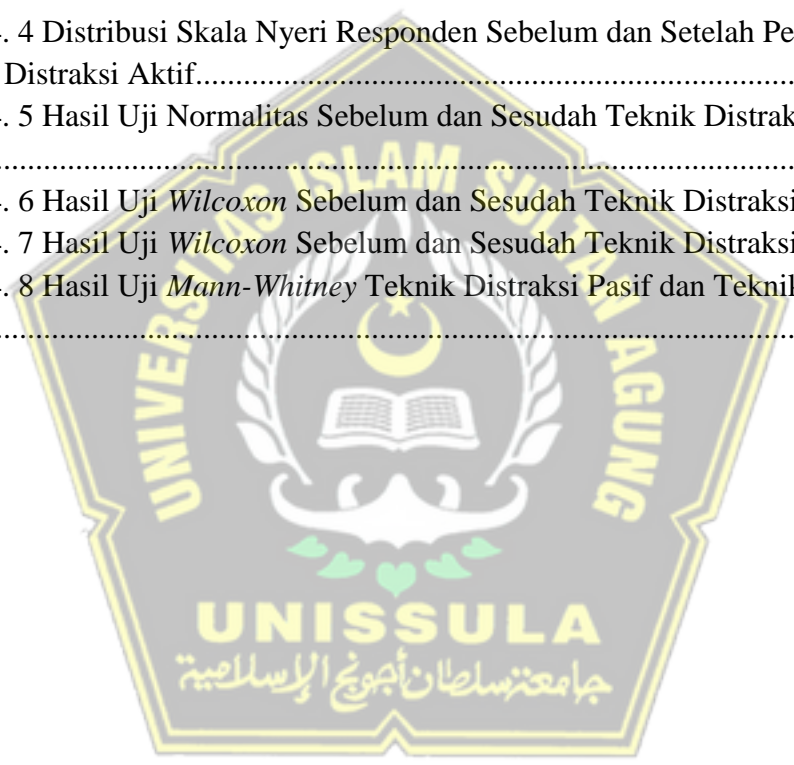 . 4 Distribusi Skala Nyeri Responden Sebelum dan Setelah Pe
Distraksi Aktif....................................................................................
. 5 Hasil Uji Normalitas Sebelum dan Sesudah Teknik Distrak
....................................................................................
. 6 Hasil Uji Wilcoxon Sebelum dan Sesudah Teknik Distraksi
. 7 Hasil Uji Wilcoxon Sebelum dan Sesudah Teknik Distraksi
. 8 Hasil Uji Mann-Whitney Teknik Distraksi Pasif dan Teknik
....................................................................................
UNIVERSITAS ISLAM SULTAN AGUNG
UNISSULA
جامعننسلطان أجونج الإسلامية